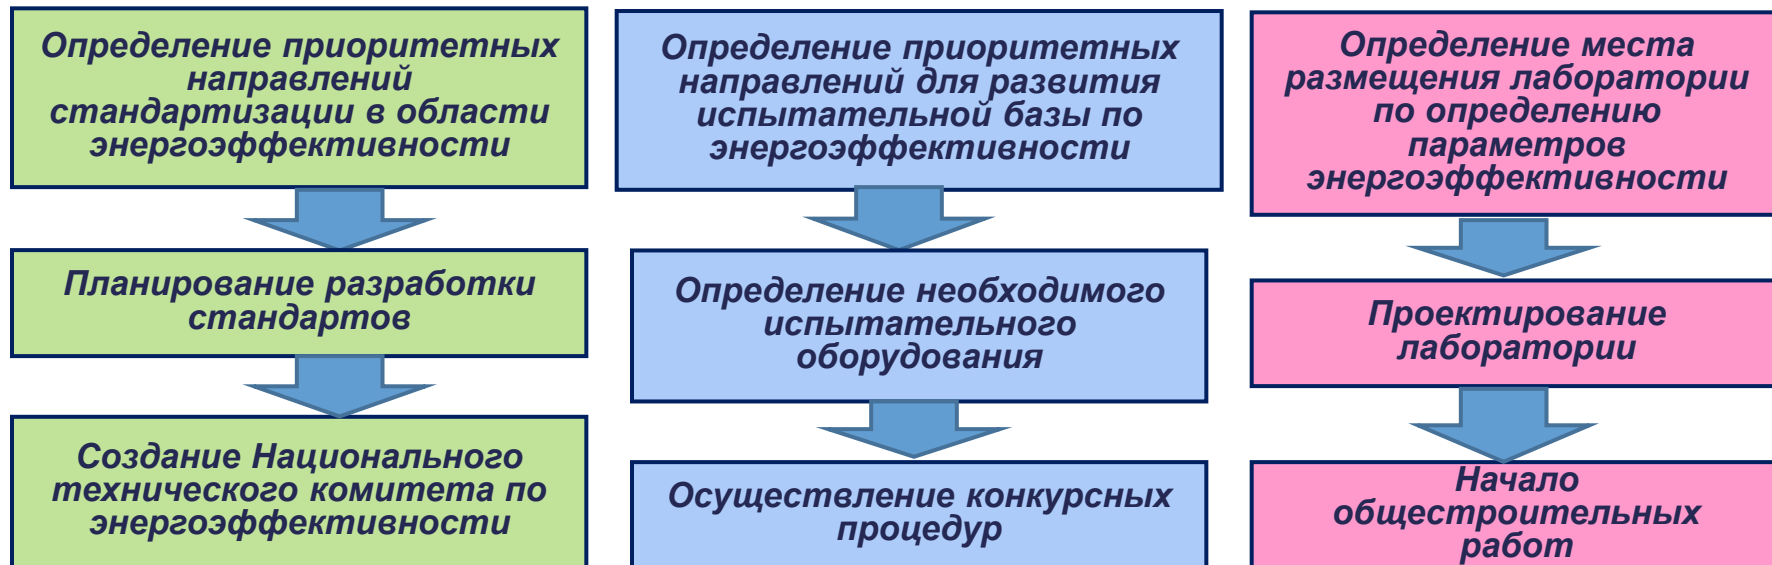 Определение приоритетных
направлений
стандартизации в области
энергоэффективности
Планирование разработки
стандартов
Создание Национального
технического комитета по
энергоэффективности
Определение приоритетных
направлений для развития
испытательной базы по
энергоэффективности
Определение необходимого
испытательного
оборудования
Осуществление конкурсных
процедур
Определение места
размещения лаборатории
по определению
параметров
энергоэффективности
Проектирование
лаборатории
Начало
общестроительных
работ